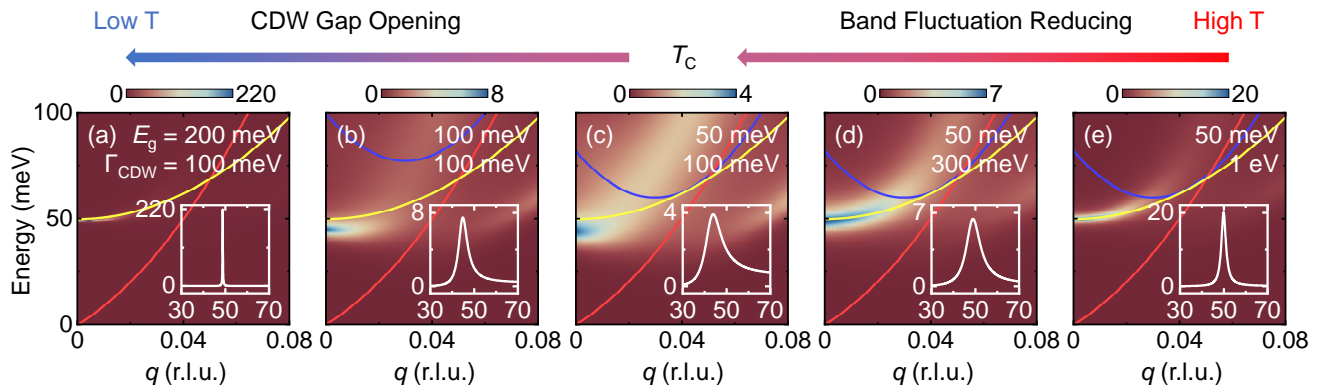 Low T CDW Gap Opening Band Fluctuation Reducing High T
T_C
0 220 0 8 0 4 0 7 0 20
Energy (meV)
100
50
0
(a) E_g = 200 meV
Γ_CDW = 100 meV
220
0
30 50 70
0 0.04 0.08
q (r.l.u.)
(b) 100 meV
100 meV
8
0
30 50 70
0 0.04 0.08
q (r.l.u.)
(c) 50 meV
100 meV
4
0
30 50 70
0 0.04 0.08
q (r.l.u.)
(d) 50 meV
300 meV
7
0
30 50 70
0 0.04 0.08
q (r.l.u.)
(e) 50 meV
1 eV
20
0
30 50 70
0 0.04 0.08
q (r.l.u.)